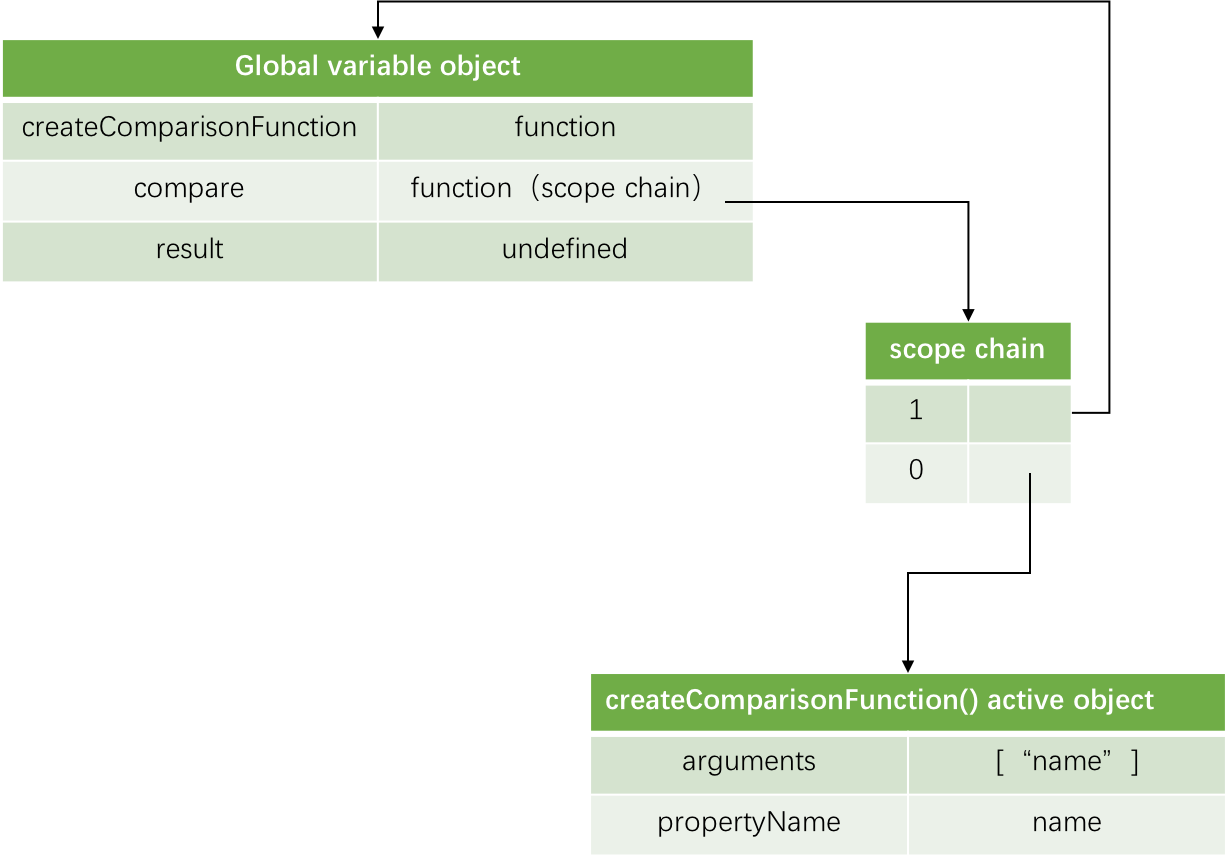 Global variable object
createComparisonFunction function
compare function（scope chain）
result undefined
scope chain
1
0
createComparisonFunction() active object
arguments [ “name” ]
propertyName name